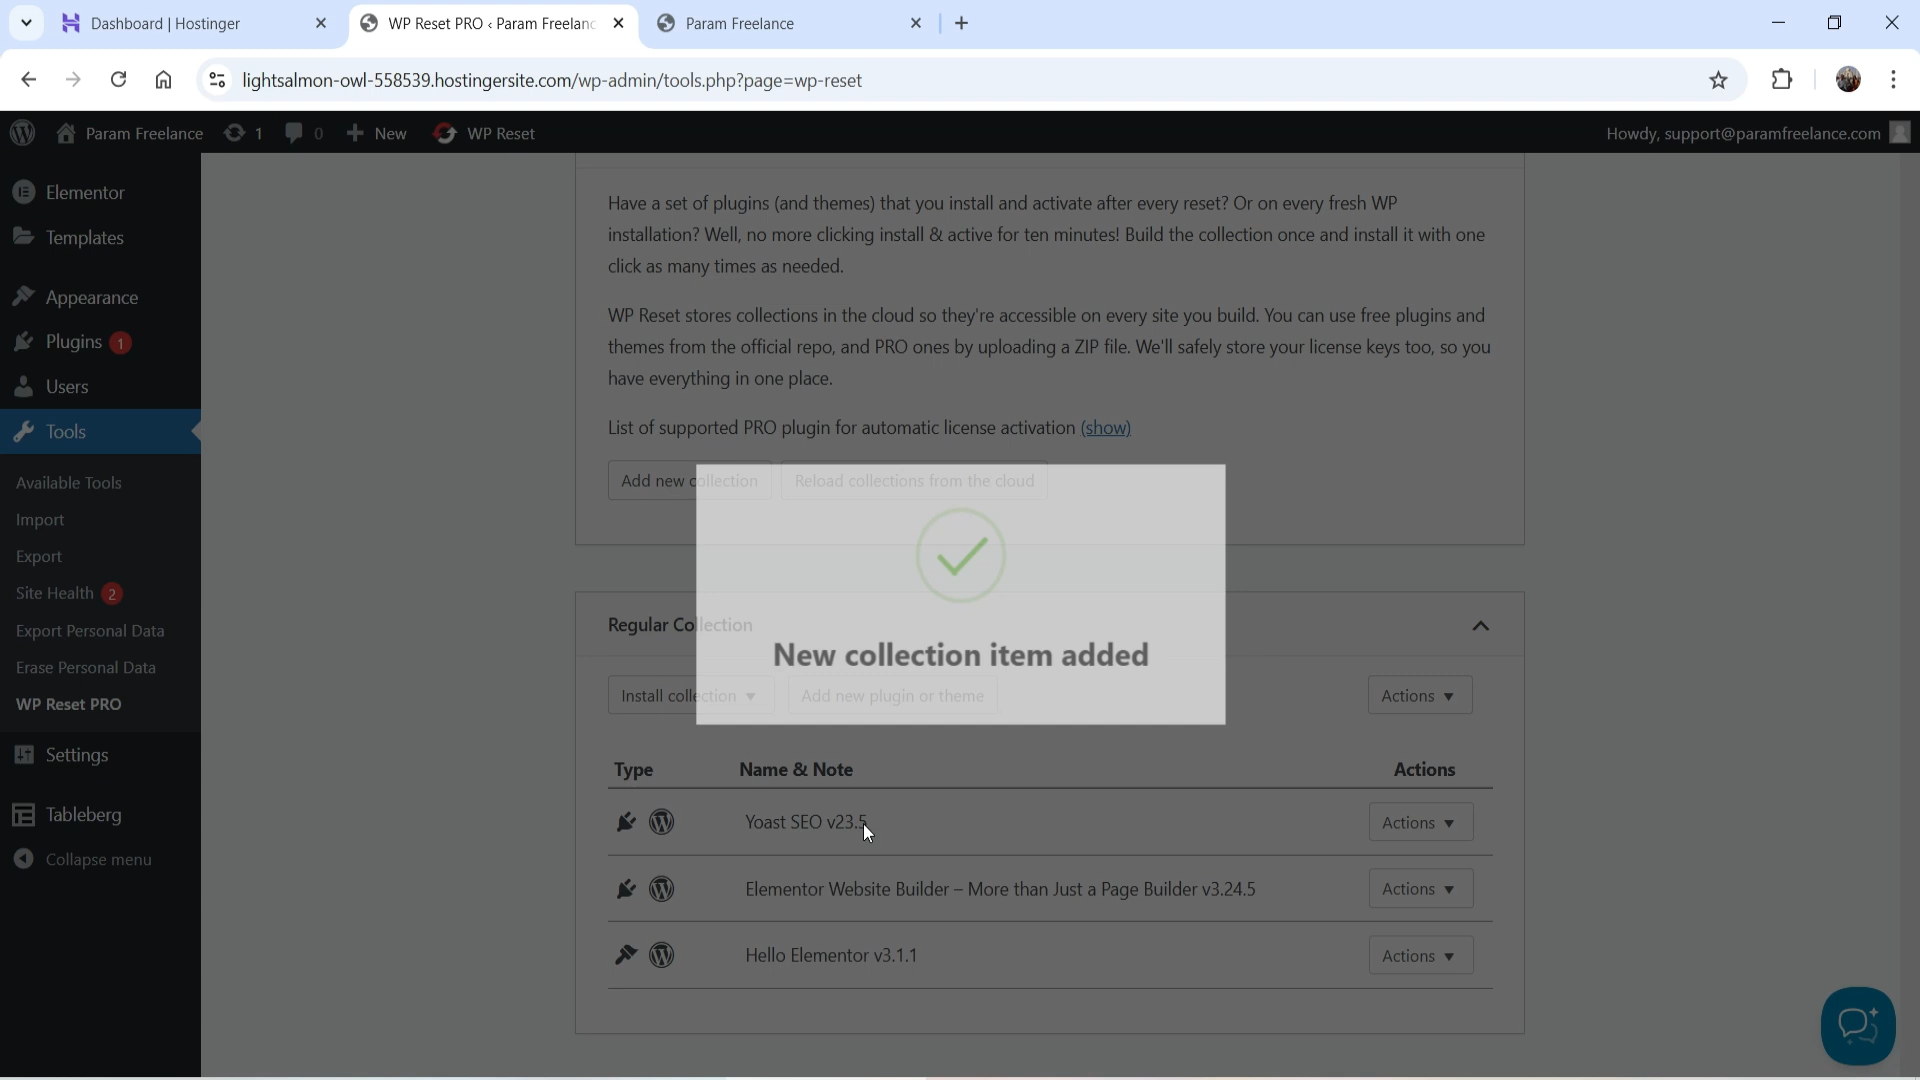 Dashboard | Hostinger
WP Reset PRO ‹ Param Freelanc
Param Freelance
lightsalmon-owl-558539.hostingersite.com/wp-admin/tools.php?page=wp-reset
Param Freelance
1
0
New
WP Reset
Howdy, support@paramfreelance.com
Elementor
Templates
Appearance
Plugins 1
Users
Tools
Available Tools
Import
Export
Site Health 2
Export Personal Data
Erase Personal Data
WP Reset PRO
Settings
Tableberg
Collapse menu
Have a set of plugins (and themes) that you install and activate after every reset? Or on every fresh WP
installation? Well, no more clicking install & active for ten minutes! Build the collection once and install it with one
click as many times as needed.
WP Reset stores collections in the cloud so they're accessible on every site you build. You can use free plugins and
themes from the official repo, and PRO ones by uploading a ZIP file. We'll safely store your license keys too, so you
have everything in one place.
List of supported PRO plugin for automatic license activation (show)
Add new collection
Reload collections from the cloud
Regular Collection
New collection item added
Install collection
Add new plugin or theme
Actions
Type
Name & Note
Actions
Yoast SEO v23.5
Actions
Elementor Website Builder – More than Just a Page Builder v3.24.5
Actions
Hello Elementor v3.1.1
Actions